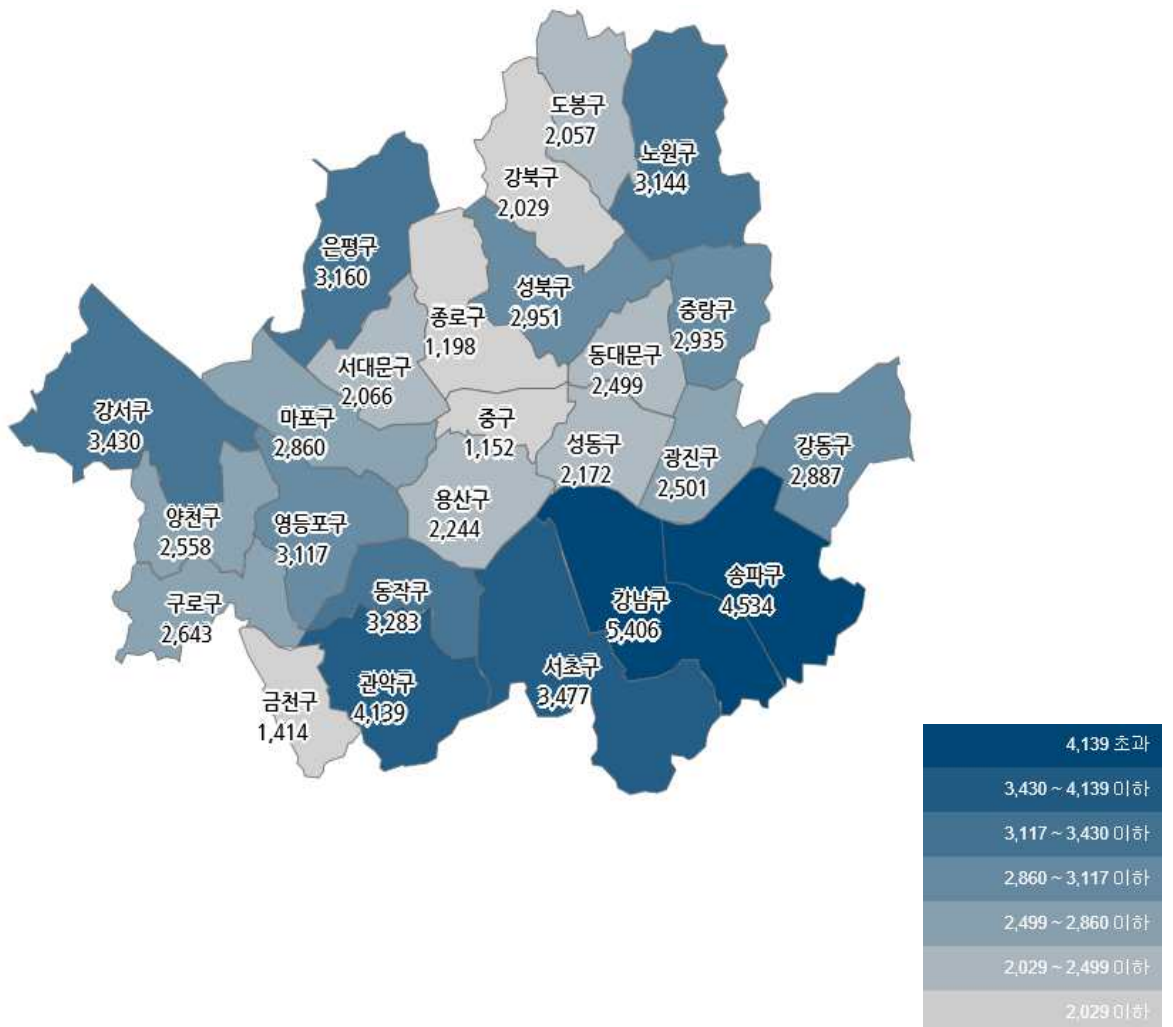 도봉구
2,057
노원구
3,144
강북구
2,029
은평구
3,160
성북구
2,951
중랑구
2,935
종로구
1,198
동대문구
2,499
서대문구
2,066
강서구
3,430
마포구
2,860
중구
1,152
성동구
2,172
광진구
2,501
강동구
2,887
용산구
2,244
양천구
2,558
영등포구
3,117
송파구
4,534
구로구
2,643
동작구
3,283
강남구
5,406
서초구
3,477
관악구
4,139
금천구
1,414
4,139 초과
3,430 ~ 4,139 이하
3,117 ~ 3,430 이하
2,860 ~ 3,117 이하
2,499 ~ 2,860 이하
2,029 ~ 2,499 이하
2,029 이하